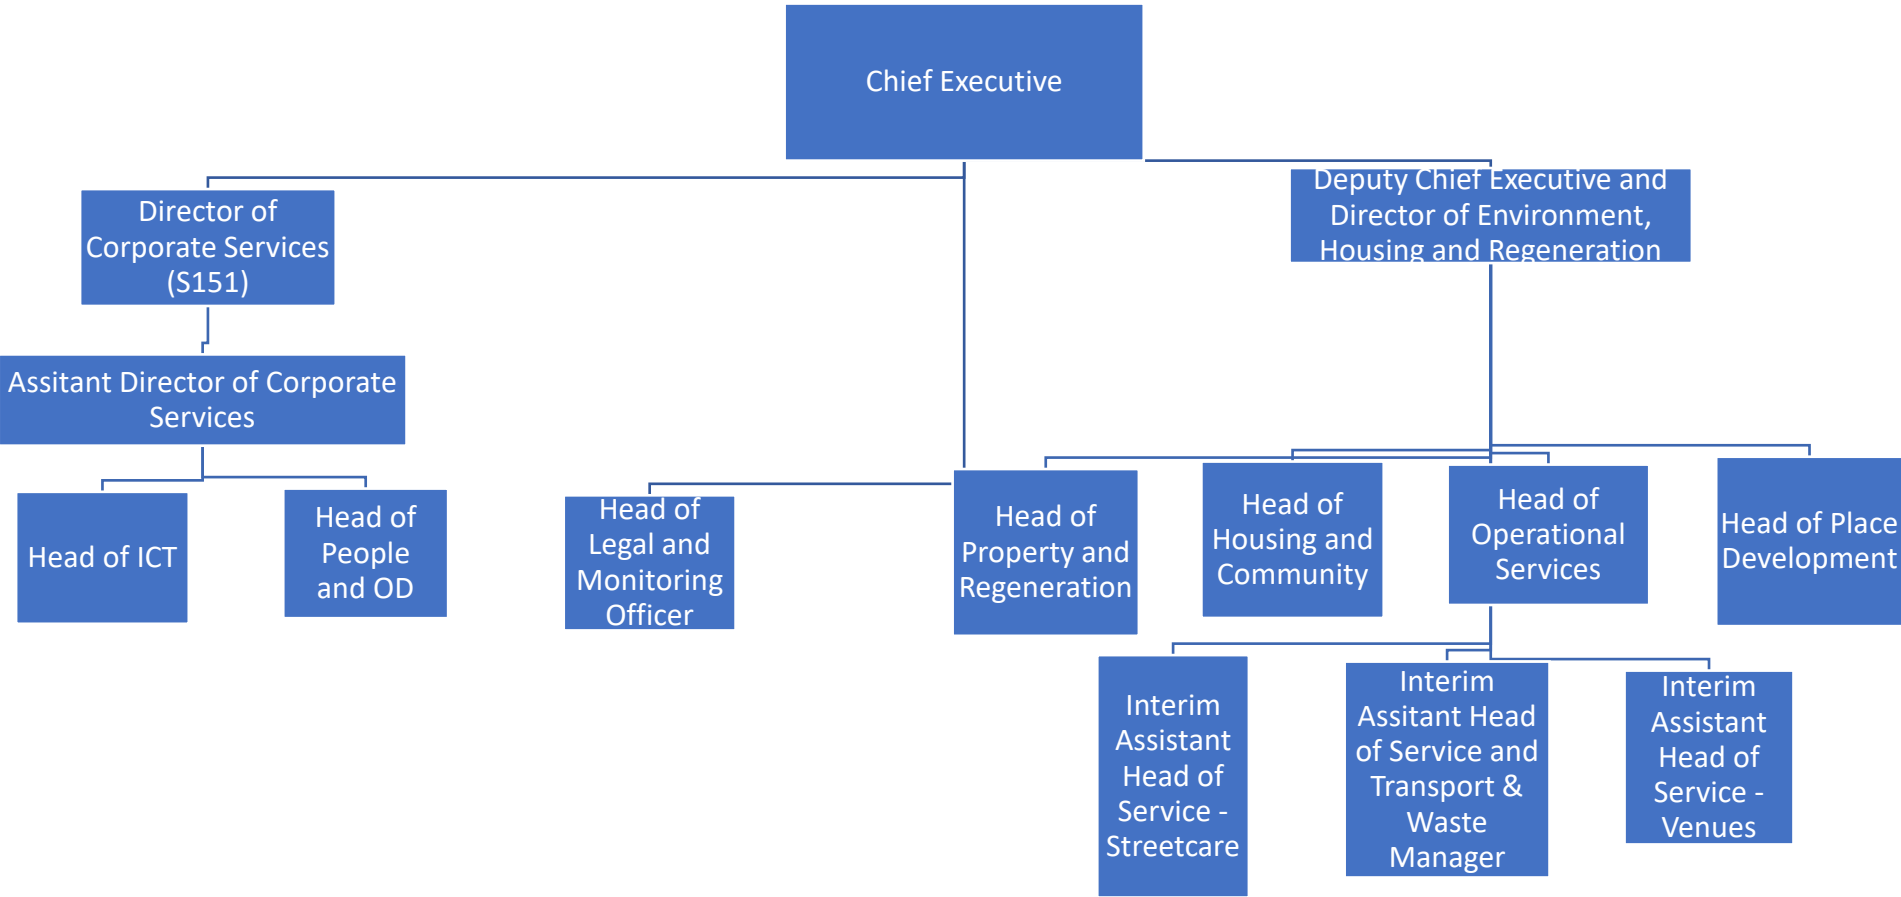 Chief Executive
Deputy Chief Executive and
Director of Environment,
Housing and Regeneration
Director of
Corporate Services
(S151)
Assitant Director of Corporate
Services
Head of ICT
Head of
People
and OD
Head of
Legal and
Monitoring
Officer
Head of
Property and
Regeneration
Head of
Housing and
Community
Head of
Operational
Services
Head of Place
Development
Interim
Assistant
Head of
Service -
Streetcare
Interim
Assitant Head
of Service and
Transport &
Waste
Manager
Interim
Assistant
Head of
Service -
Venues